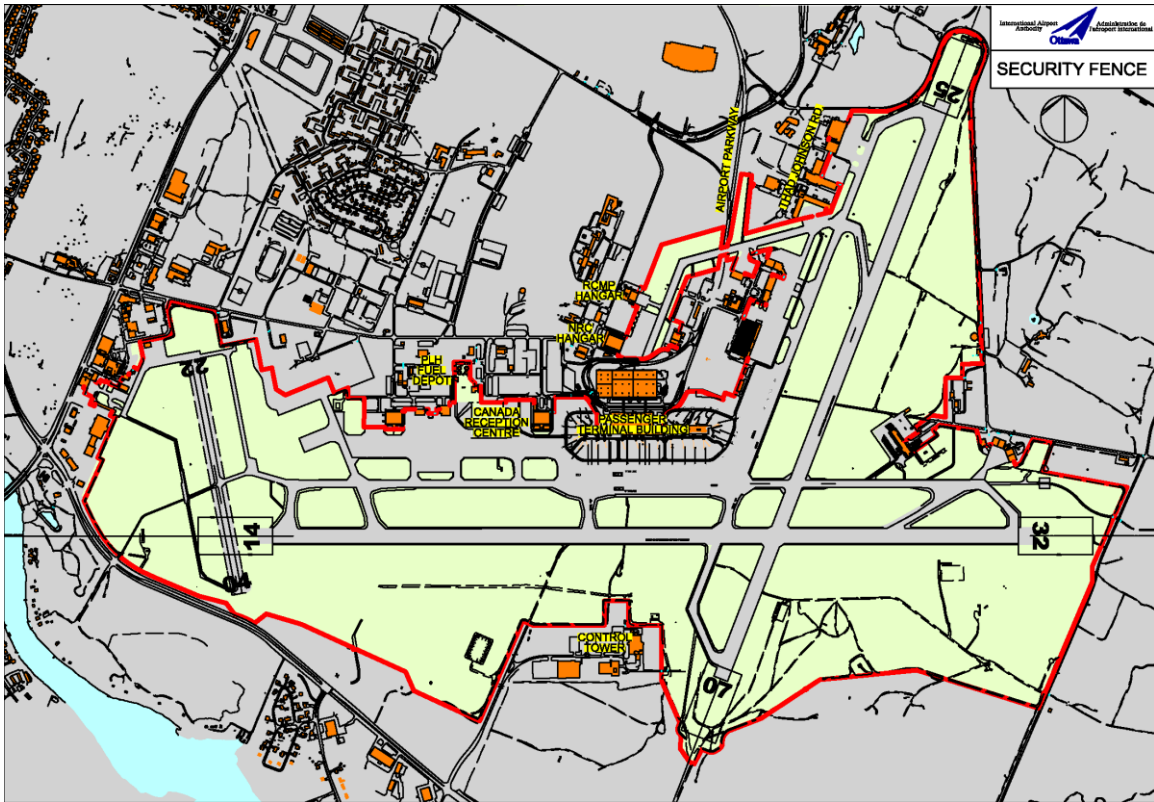 International Airport
Authority
Administration de
l'aéroport international
Ottawa
SECURITY FENCE
25
AIRPORT PARKWAY
THAD JOHNSON RD.
RCMP
HANGAR
NRC
HANGAR
PLH
FUEL
DEPOT
CANADA
RECEPTION
CENTRE
PASSENGER
TERMINAL BUILDING
22
14
32
04
CONTROL
TOWER
07